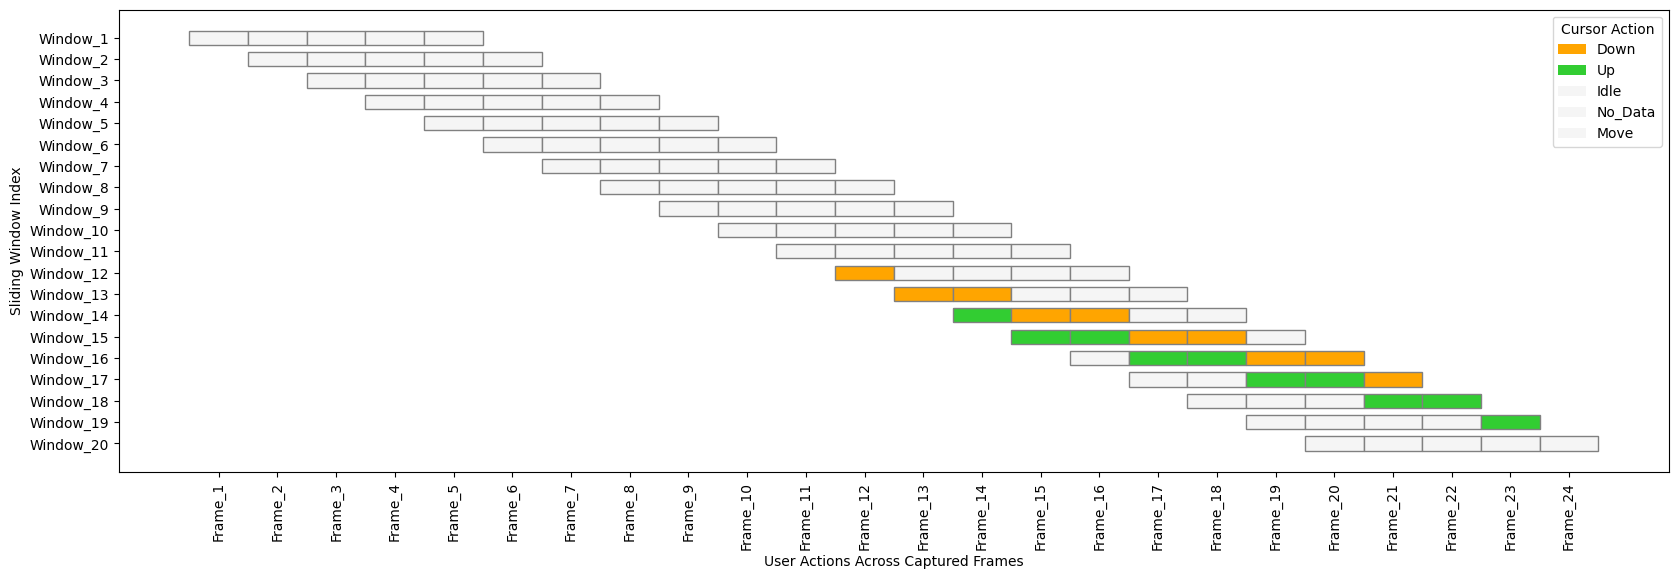 Cursor Action
Down
Up
Idle
No_Data
Move
Sliding Window Index
Window_1
Window_2
Window_3
Window_4
Window_5
Window_6
Window_7
Window_8
Window_9
Window_10
Window_11
Window_12
Window_13
Window_14
Window_15
Window_16
Window_17
Window_18
Window_19
Window_20
Frame_1
Frame_2
Frame_3
Frame_4
Frame_5
Frame_6
Frame_7
Frame_8
Frame_9
Frame_10
Frame_11
Frame_12
Frame_13
Frame_14
Frame_15
Frame_16
Frame_17
Frame_18
Frame_19
Frame_20
Frame_21
Frame_22
Frame_23
Frame_24
User Actions Across Captured Frames